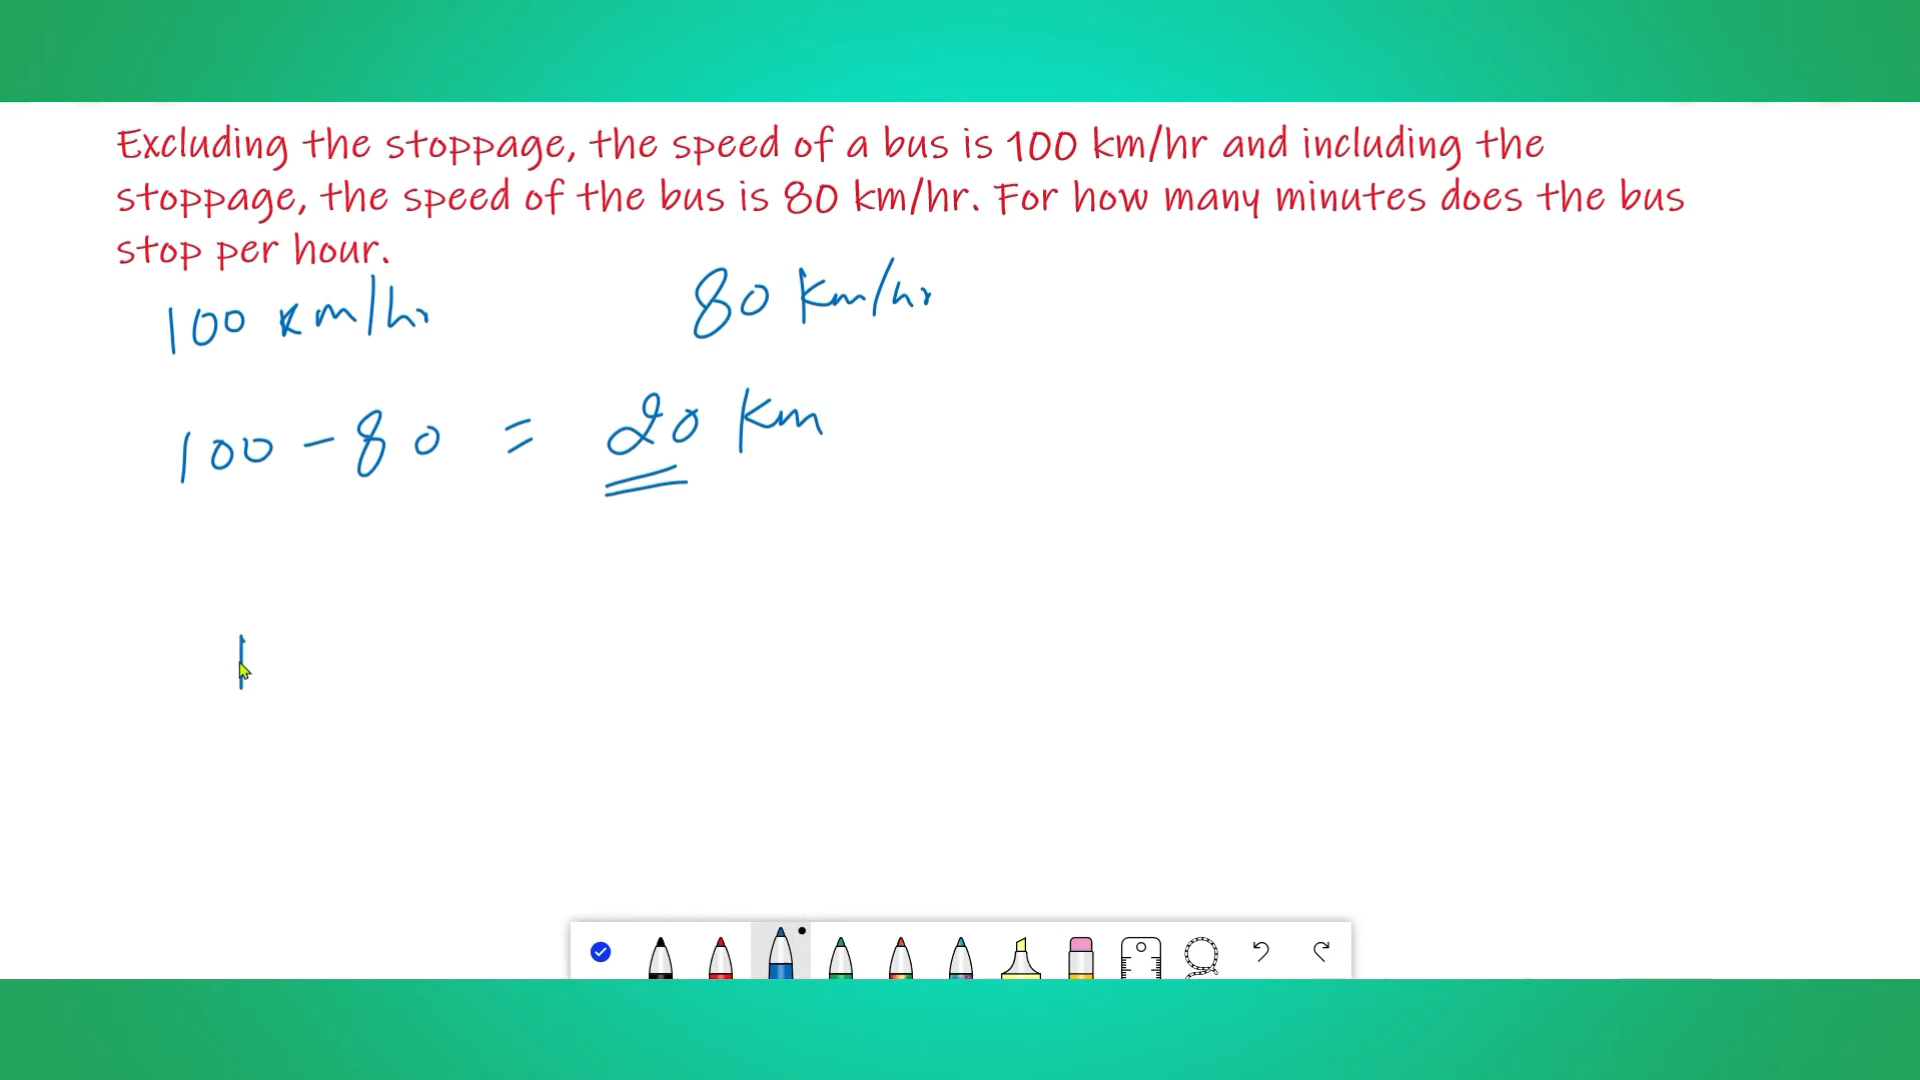 Excluding the stoppage, the speed of a bus is 100 km/hr and including the
stoppage, the speed of the bus is 80 km/hr. For how many minutes does the bus
stop per hour.
100 km/hr 80 km/hr
100 - 80 = 20 km